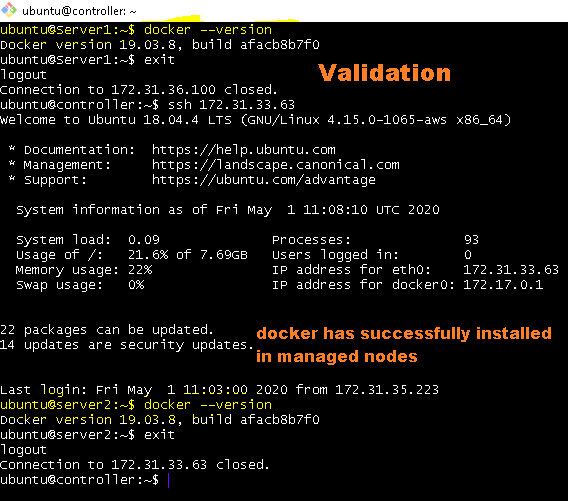 ubuntu@controller: ~
ubuntu@Server1:~$ docker --version
Docker version 19.03.8, build afacb8b7f0
ubuntu@Server1:~$ exit
logout
Validation
Connection to 172.31.36.100 closed.
ubuntu@controller:~$ ssh 172.31.33.63
Welcome to Ubuntu 18.04.4 LTS (GNU/Linux 4.15.0-1065-aws x86_64)
* Documentation:  https://help.ubuntu.com
* Management:     https://landscape.canonical.com
* Support:        https://ubuntu.com/advantage
System information as of Fri May  1 11:08:10 UTC 2020
System load:  0.09              Processes:              93
Usage of /:   21.6% of 7.69GB   Users logged in:        0
Memory usage: 22%               IP address for eth0:    172.31.33.63
Swap usage:   0%                IP address for docker0: 172.17.0.1
22 packages can be updated.
14 updates are security updates.
docker has successfully installed
in managed nodes
Last login: Fri May  1 11:03:00 2020 from 172.31.35.223
ubuntu@server2:~$ docker --version
Docker version 19.03.8, build afacb8b7f0
ubuntu@server2:~$ exit
logout
Connection to 172.31.33.63 closed.
ubuntu@controller:~$